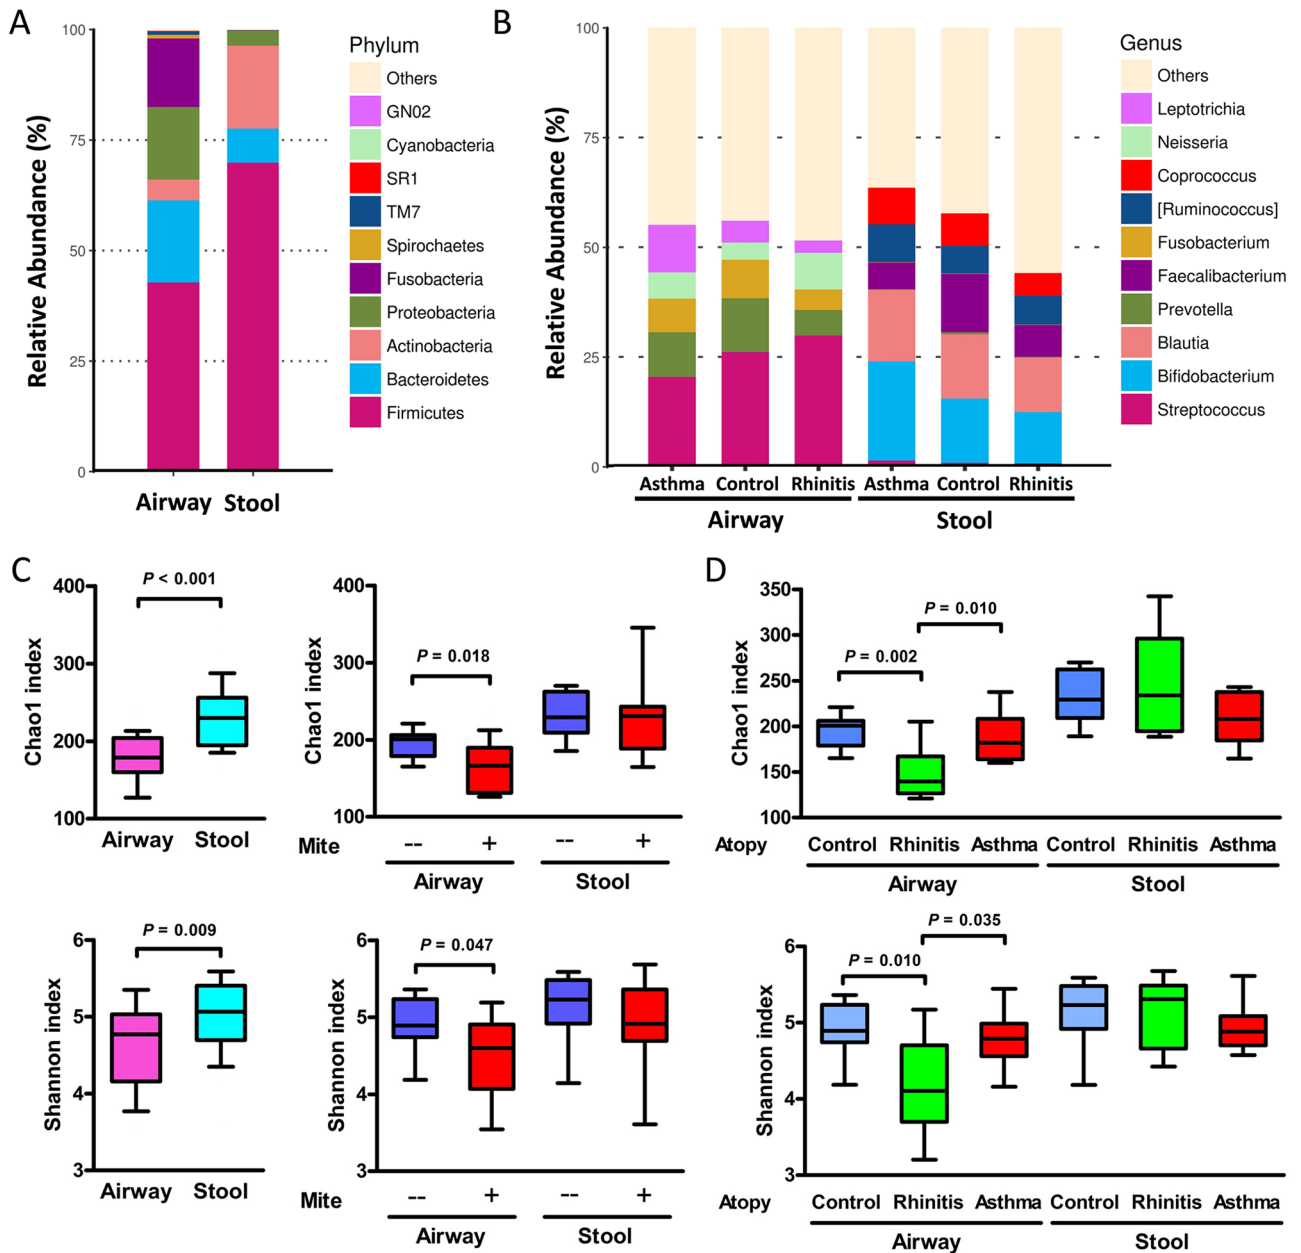 A
Relative Abundance (%)
100
75
50
25
0
Airway Stool
Phylum
Others
GN02
Cyanobacteria
SR1
TM7
Spirochaetes
Fusobacteria
Proteobacteria
Actinobacteria
Bacteroidetes
Firmicutes
B
Relative Abundance (%)
100
75
50
25
0
Asthma Control Rhinitis Asthma Control Rhinitis
Airway Stool
Genus
Others
Leptotrichia
Neisseria
Coprococcus
[Ruminococcus]
Fusobacterium
Faecalibacterium
Prevotella
Blautia
Bifidobacterium
Streptococcus
C
Chao1 index
400
300
200
100
P < 0.001
Airway Stool
Chao1 index
400
300
200
100
P = 0.018
Mite -- + -- +
Airway Stool
D
Chao1 index
350
300
250
200
150
100
P = 0.010
P = 0.002
Atopy Control Rhinitis Asthma Control Rhinitis Asthma
Airway Stool
Shannon index
6
5
4
3
P = 0.009
Airway Stool
Shannon index
6
5
4
3
P = 0.047
Mite -- + -- +
Airway Stool
Shannon index
6
5
4
3
P = 0.035
P = 0.010
Atopy Control Rhinitis Asthma Control Rhinitis Asthma
Airway Stool